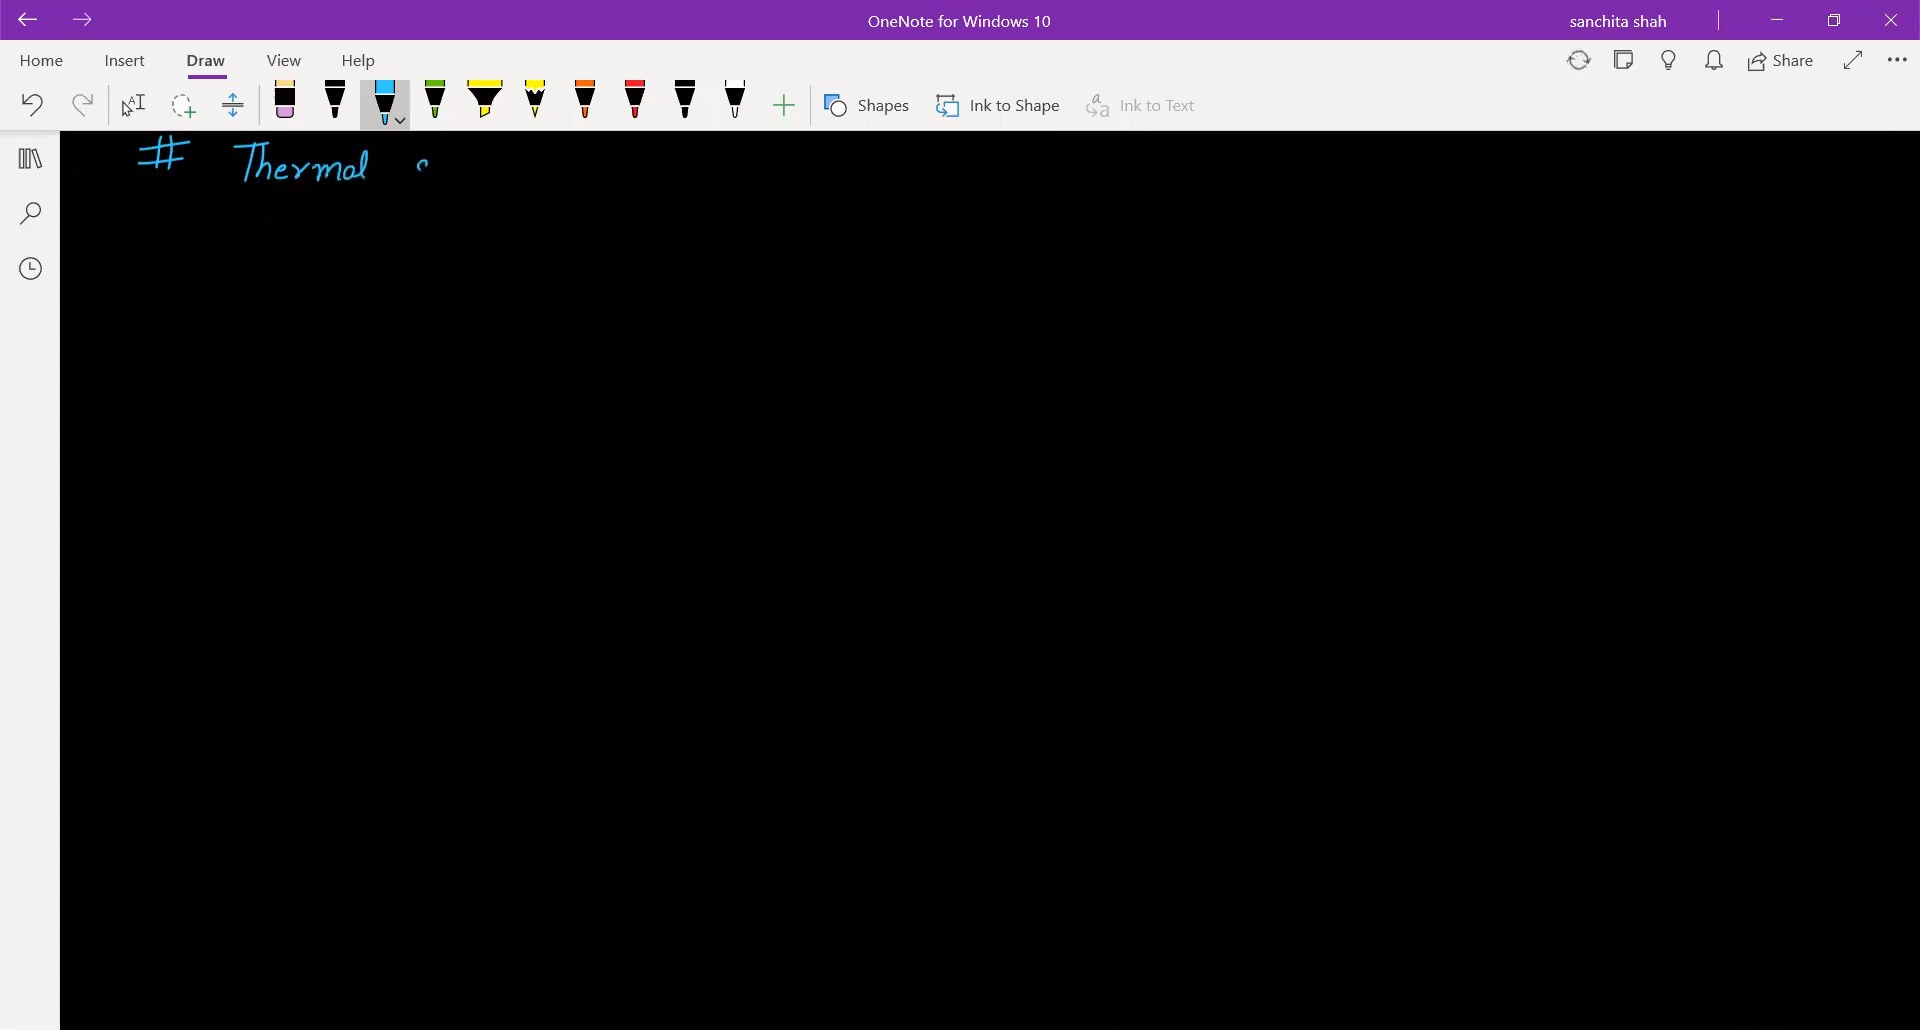 OneNote for Windows 10
sanchita shah
Home Insert Draw View Help
Share
Shapes Ink to Shape Ink to Text
# Thermal